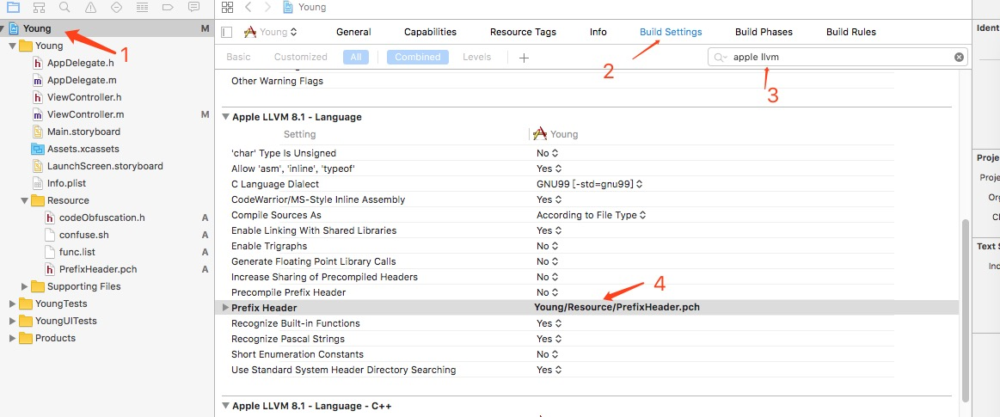 Young
Young M
Young
AppDelegate.h
AppDelegate.m
ViewController.h
ViewController.m M
Main.storyboard
Assets.xcassets
LaunchScreen.storyboard
Info.plist
Resource
codeObfuscation.h A
confuse.sh A
func.list A
PrefixHeader.pch A
Supporting Files
YoungTests
YoungUITests
Products
1
Young General Capabilities Resource Tags Info Build Settings Build Phases Build Rules
Basic Customized All Combined Levels + apple llvm
2
3
Other Warning Flags
Apple LLVM 8.1 - Language
Setting Young
'char' Type Is Unsigned No
Allow 'asm', 'inline', 'typeof' Yes
C Language Dialect GNU99 [-std=gnu99]
CodeWarrior/MS-Style Inline Assembly Yes
Compile Sources As According to File Type
Enable Linking With Shared Libraries Yes
Enable Trigraphs No
Generate Floating Point Library Calls No
Increase Sharing of Precompiled Headers No
Precompile Prefix Header No
4
Prefix Header Young/Resource/PrefixHeader.pch
Recognize Built-in Functions Yes
Recognize Pascal Strings Yes
Short Enumeration Constants No
Use Standard System Header Directory Searching Yes
Apple LLVM 8.1 - Language - C++
Ident
Proje
Proje
Org
Cl
Text S
Ind